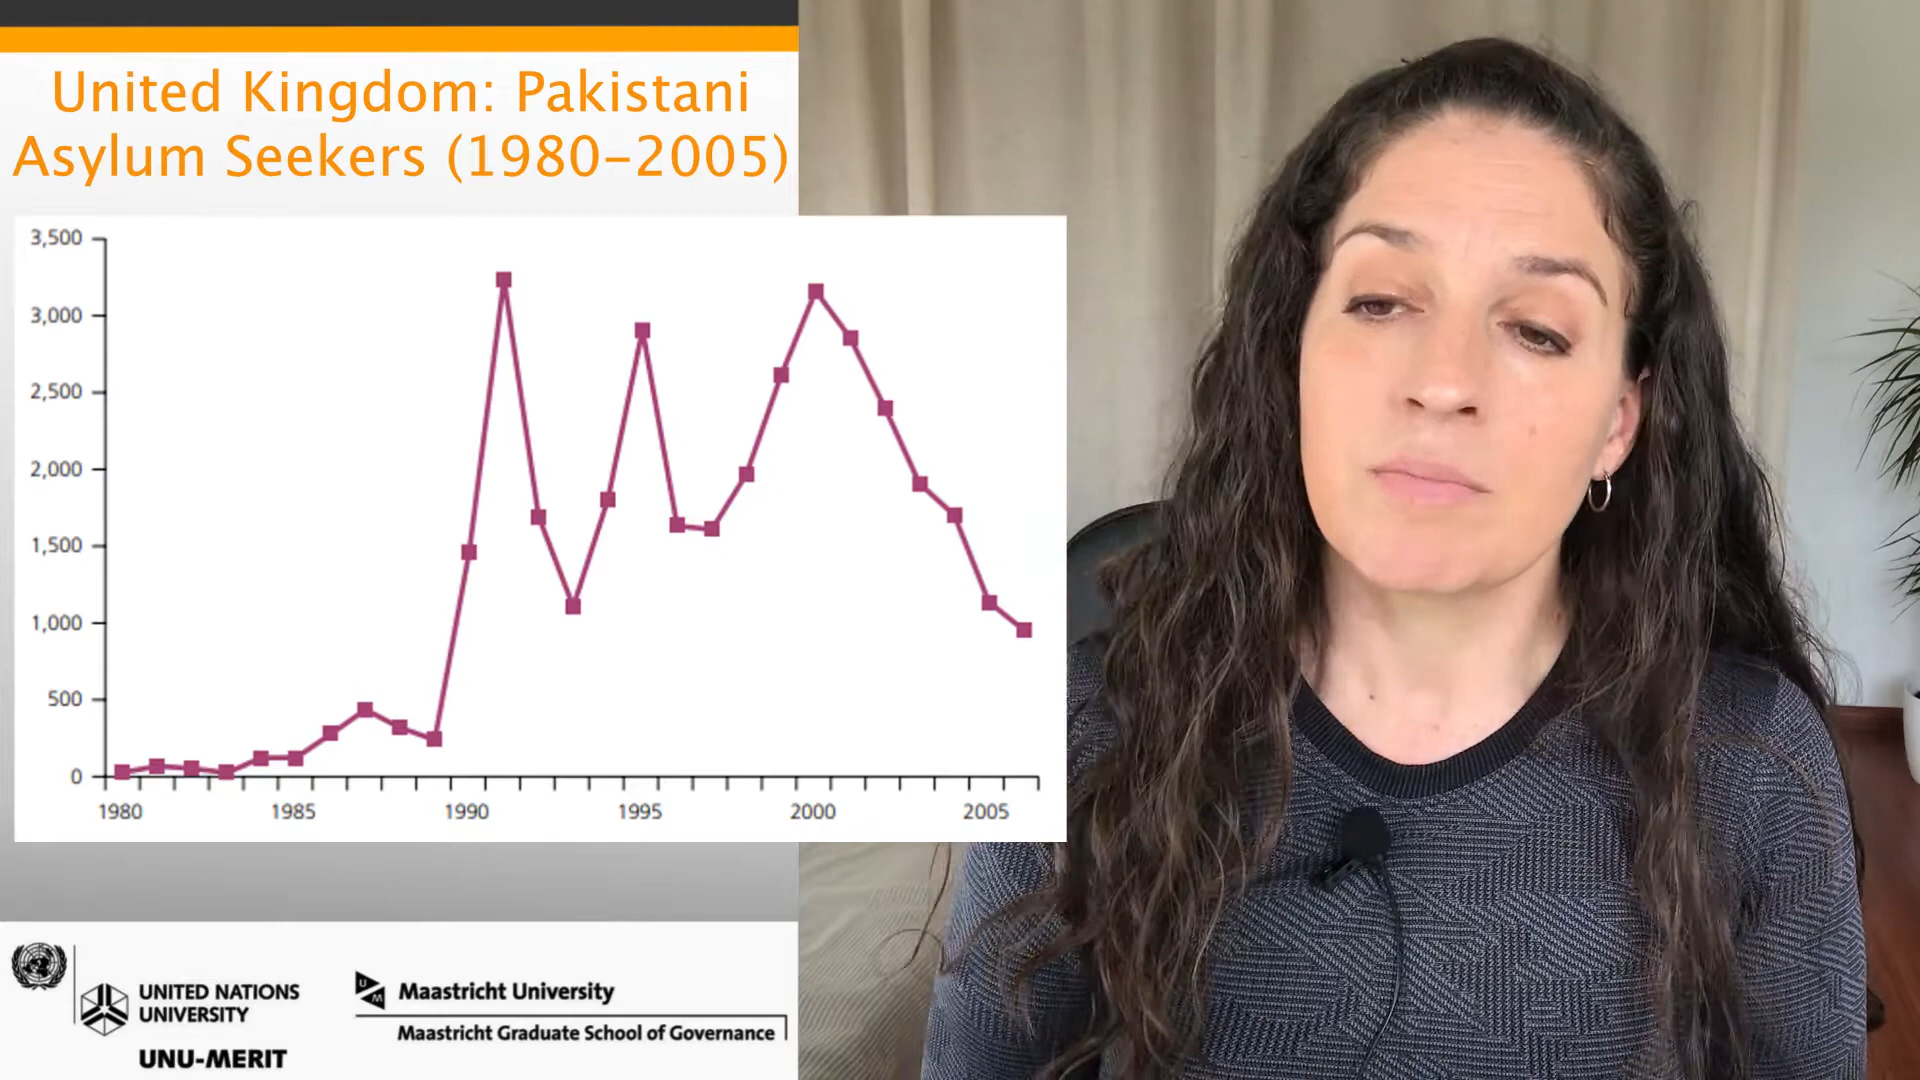 United Kingdom: Pakistani
Asylum Seekers (1980-2005)
3,500
3,000
2,500
2,000
1,500
1,000
500
0
1980 1985 1990 1995 2000 2005
UNITED NATIONS
UNIVERSITY
UNU-MERIT
UM
Maastricht University
Maastricht Graduate School of Governance